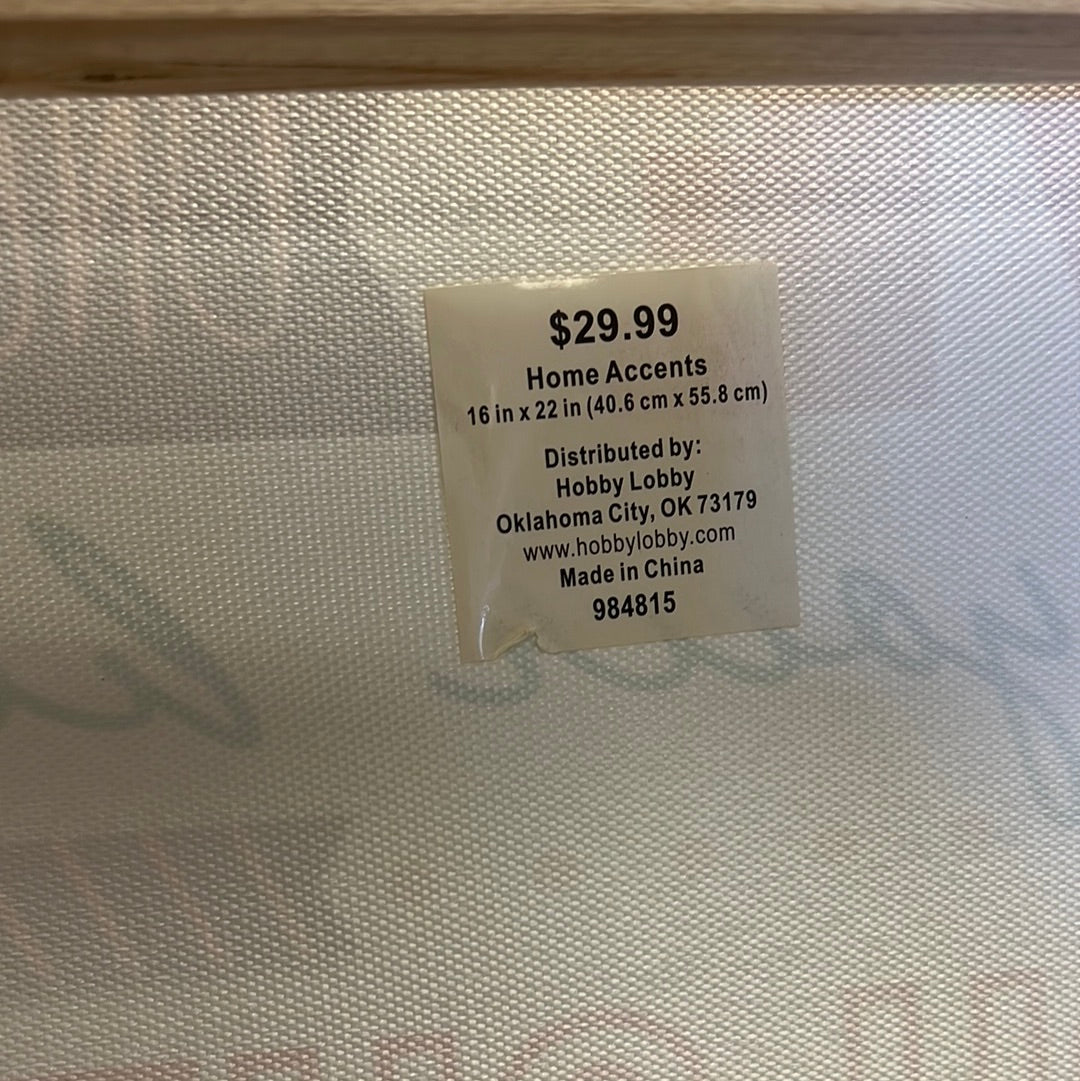 $29.99
Home Accents
16 in x 22 in (40.6 cm x 55.8 cm)
Distributed by:
Hobby Lobby
Oklahoma City, OK 73179
www.hobbylobby.com
Made in China
984815